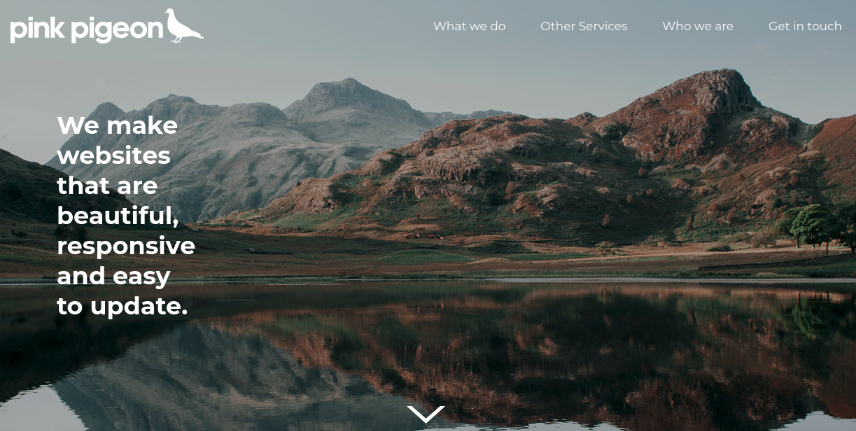 pink pigeon
What we do
Other Services
Who we are
Get in touch
We make
websites
that are
beautiful,
responsive
and easy
to update.